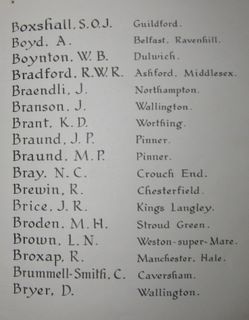 Boxshall, S.O.J. Guildford.
Boyd, A. Belfast, Ravenhill.
Boynton, W. B. Dulwich.
Bradford, R.W.R. Ashford, Middlesex.
Braendli, J. Northampton.
Branson, J. Wallington.
Brant, K. D. Worthing.
Braund, J. P. Pinner.
Braund, M. P. Pinner.
Bray, N. C. Crouch End.
Brewin, R. Chesterfield.
Brice, J. R. Kings Langley.
Broden, M. H. Stroud Green.
Brown, L. N. Weston-super-Mare.
Broxap, R. Manchester, Hale.
Brummell-Smith, C. Caversham.
Bryer, D. Wallington.